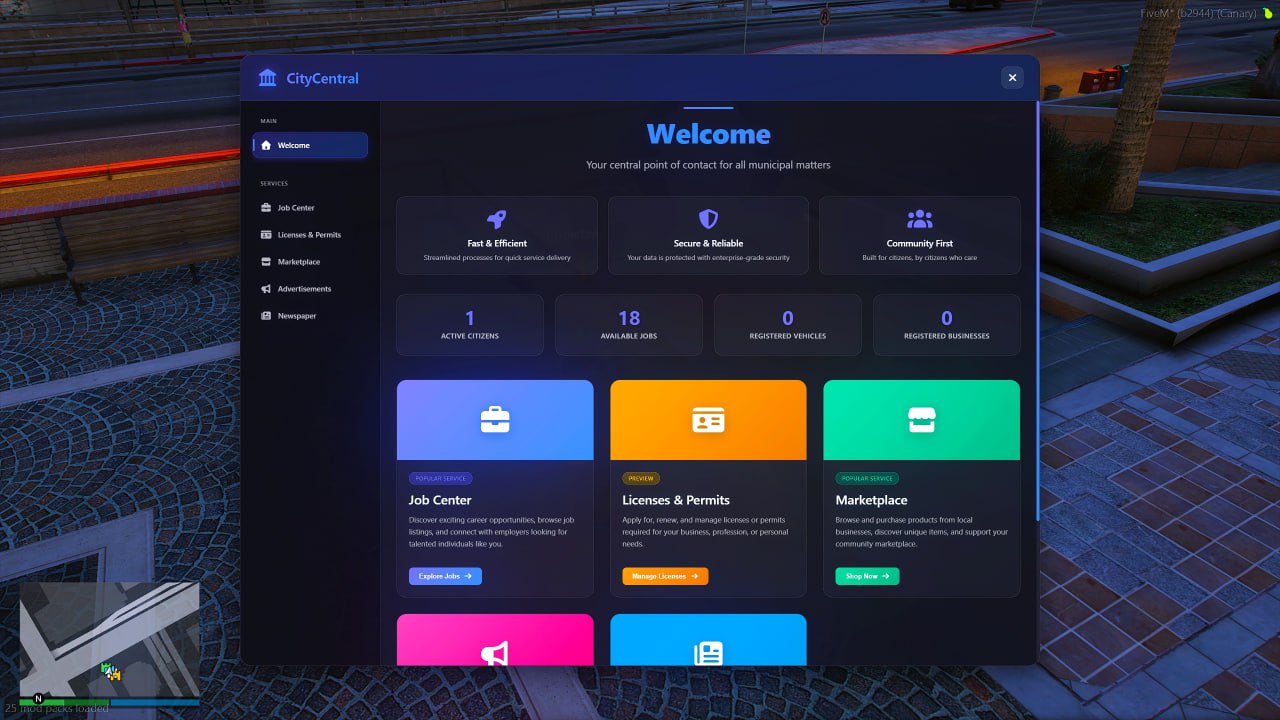 FiveM* (b2944) (Canary)
CityCentral
MAIN
Welcome
SERVICES
Job Center
Licenses & Permits
Marketplace
Advertisements
Newspaper
Welcome
Your central point of contact for all municipal matters
Fast & Efficient
Streamlined processes for quick service delivery
Secure & Reliable
Your data is protected with enterprise-grade security
Community First
Built for citizens, by citizens who care
1
ACTIVE CITIZENS
18
AVAILABLE JOBS
0
REGISTERED VEHICLES
0
REGISTERED BUSINESSES
POPULAR SERVICE
Job Center
Discover exciting career opportunities, browse job
listings, and connect with employers looking for
talented individuals like you.
Explore Jobs
PREVIEW
Licenses & Permits
Apply for, renew, and manage licenses or permits
required for your business, profession, or personal
needs.
Manage Licenses
POPULAR SERVICE
Marketplace
Browse and purchase products from local
businesses, discover unique items, and support your
community marketplace.
Shop Now
N
25 mod packs loaded